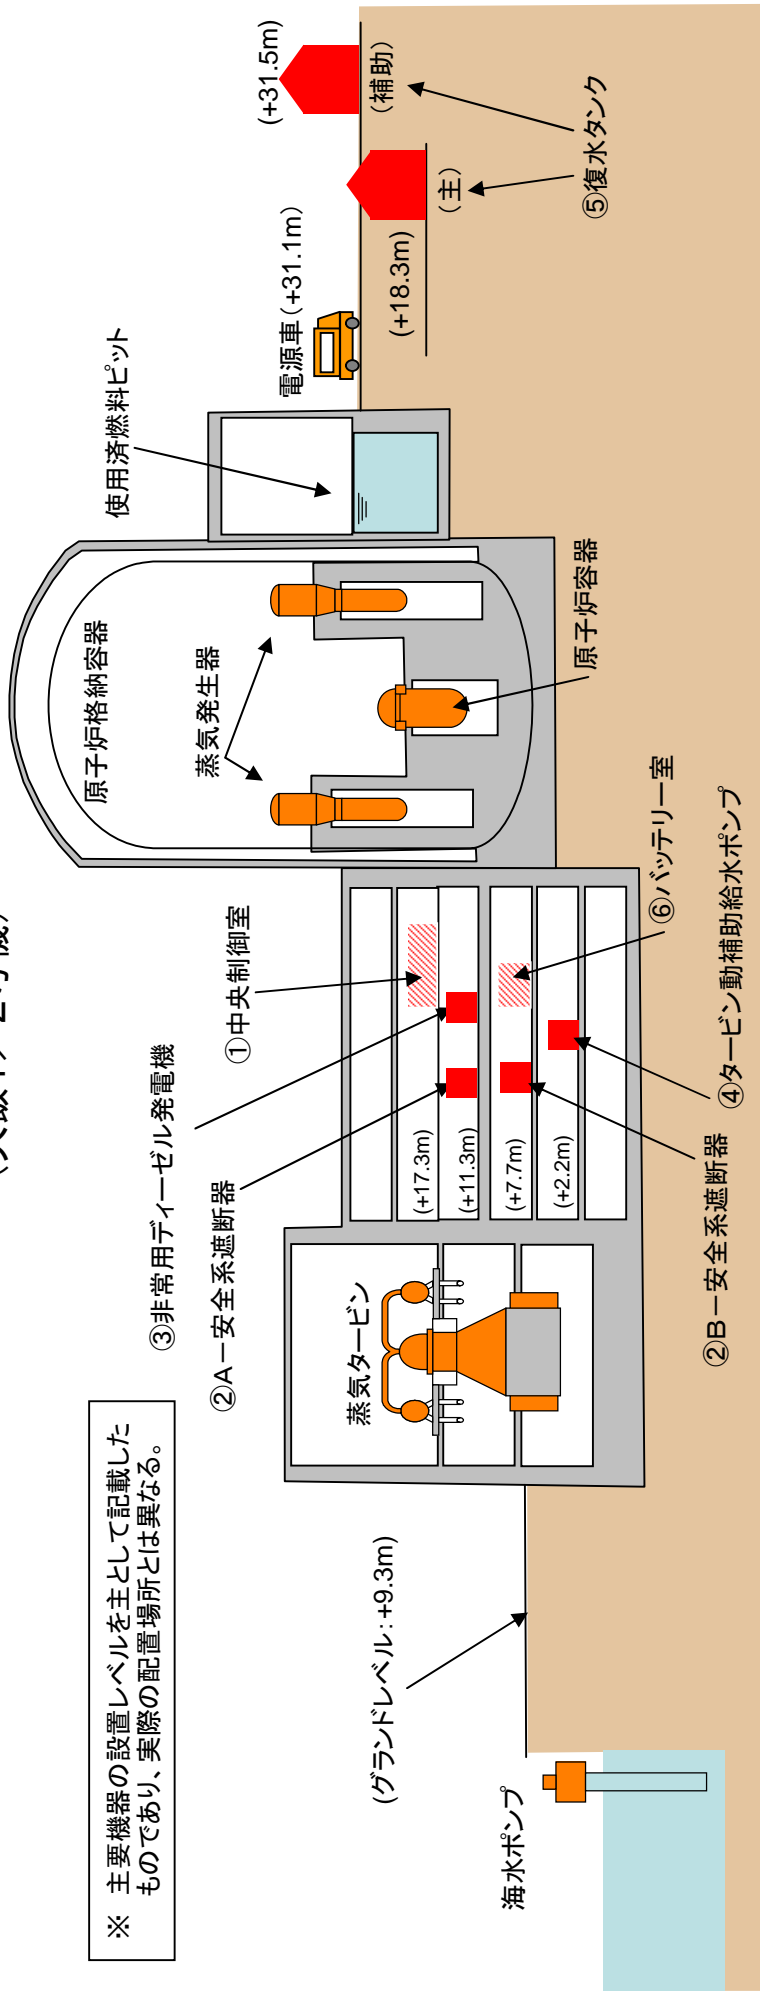 ※ 主要機器の設置レベルを主として記載した
ものであり、実際の配置場所とは異なる。
③非常用ディーゼル発電機
②A－安全系遮断器
①中央制御室
原子炉格納容器
蒸気発生器
使用済燃料ピット
電源車(+31.1m)
(+31.5m)
(補助)
(主)
(+18.3m)
⑤復水タンク
原子炉容器
蒸気タービン
(+17.3m)
(+11.3m)
(+7.7m)
(+2.2m)
(グランドレベル:+9.3m)
海水ポンプ
②B－安全系遮断器
④タービン動補助給水ポンプ
⑥バッテリー室